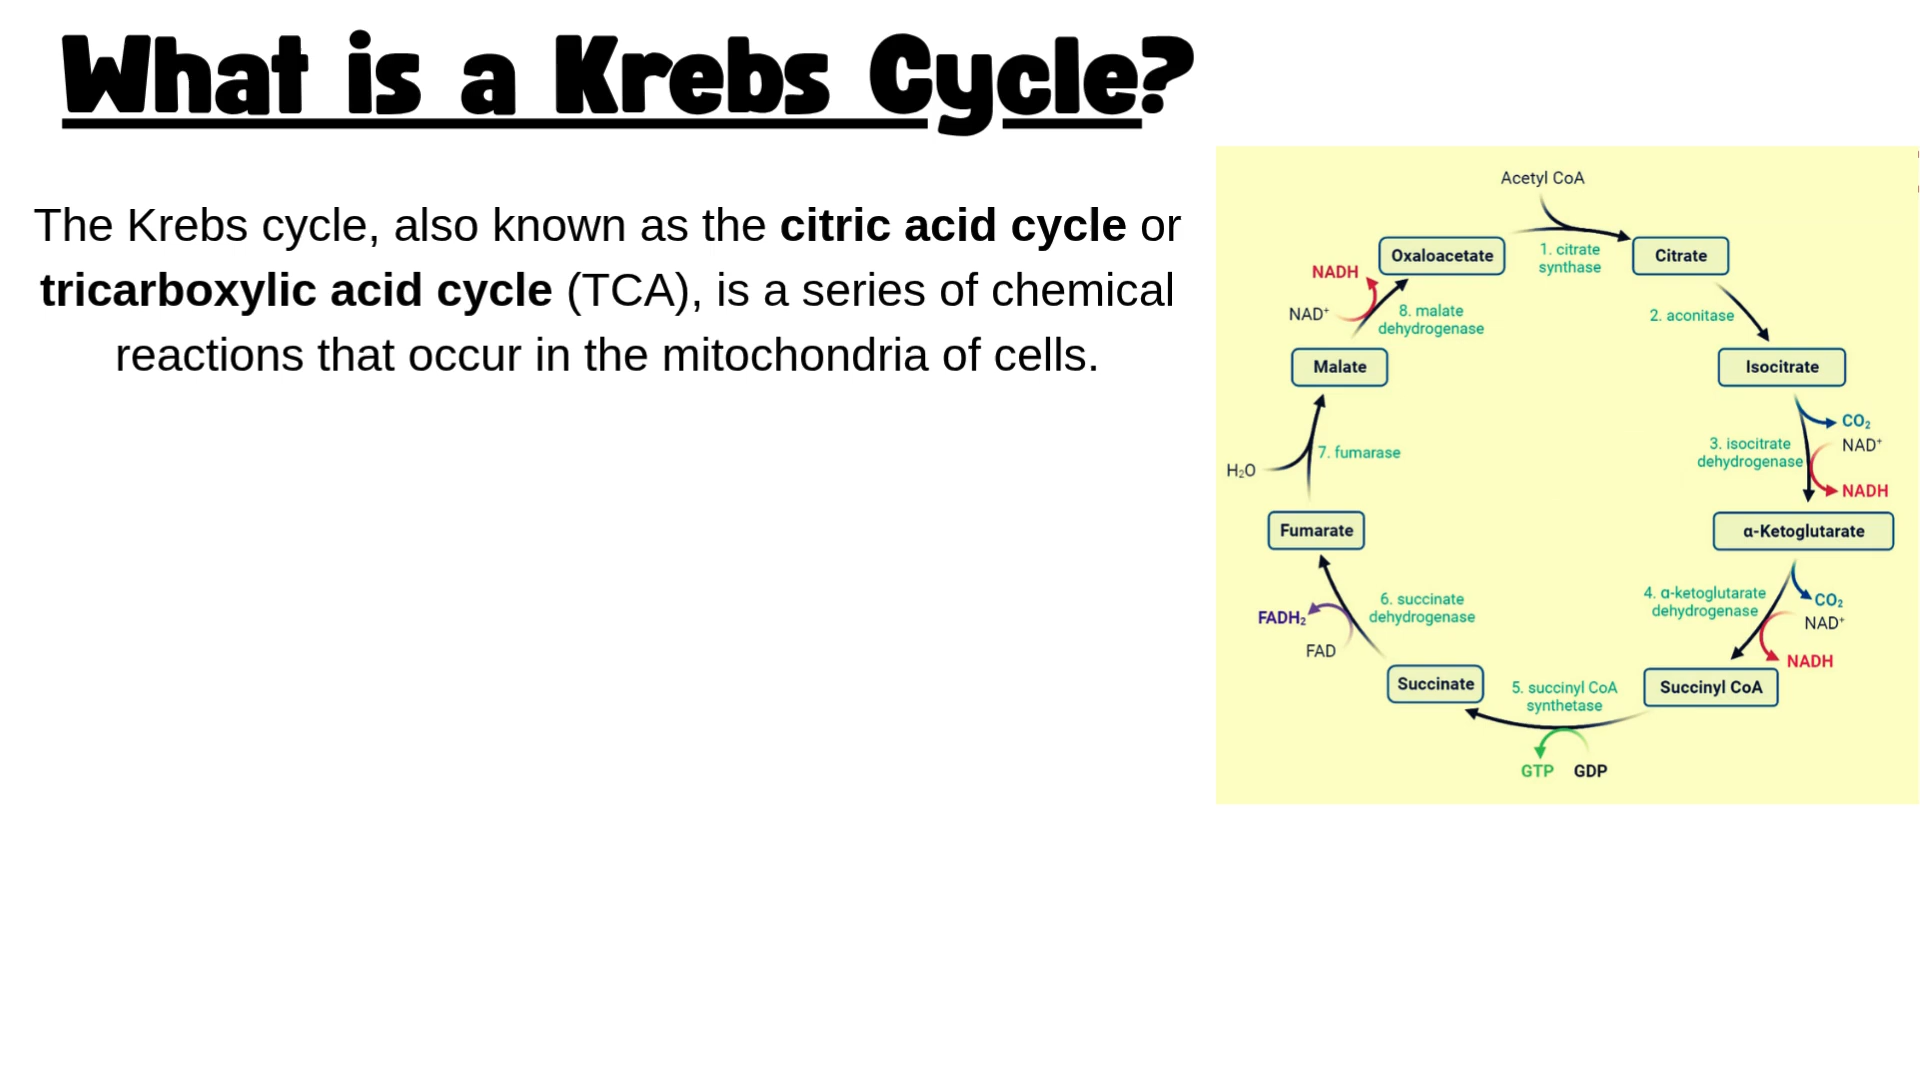 What is a Krebs Cycle?
The Krebs cycle, also known as the citric acid cycle or
tricarboxylic acid cycle (TCA), is a series of chemical
reactions that occur in the mitochondria of cells.
Acetyl CoA
Oxaloacetate
1. citrate
synthase
Citrate
NADH
NAD⁺
8. malate
dehydrogenase
2. aconitase
Malate
Isocitrate
CO₂
NAD⁺
3. isocitrate
dehydrogenase
NADH
7. fumarase
H₂O
Fumarate
α-Ketoglutarate
4. α-ketoglutarate
dehydrogenase
CO₂
NAD⁺
NADH
6. succinate
dehydrogenase
FADH₂
FAD
Succinate
5. succinyl CoA
synthetase
Succinyl CoA
GTP GDP